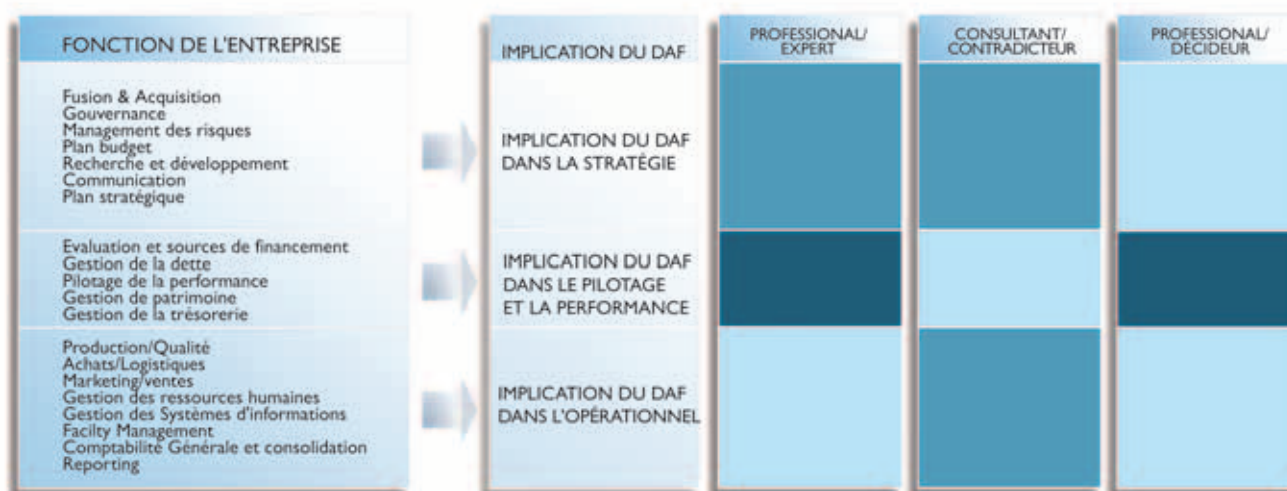 FONCTION DE L'ENTREPRISE
Fusion & Acquisition
Gouvernance
Management des risques
Plan budget
Recherche et développement
Communication
Plan stratégique
Evaluation et sources de financement
Gestion de la dette
Pilotage de la performance
Gestion de patrimoine
Gestion de la trésorerie
Production/Qualité
Achats/Logistiques
Marketing/ventes
Gestion des ressources humaines
Gestion des Systèmes d'informations
Facilty Management
Comptabilité Générale et consolidation
Reporting
IMPLICATION DU DAF
IMPLICATION DU DAF
DANS LA STRATÉGIE
IMPLICATION DU DAF
DANS LE PILOTAGE
ET LA PERFORMANCE
IMPLICATION DU DAF
DANS L'OPÉRATIONNEL
PROFESSIONAL/
EXPERT
CONSULTANT/
CONTRADICTEUR
PROFESSIONAL/
DÉCIDEUR